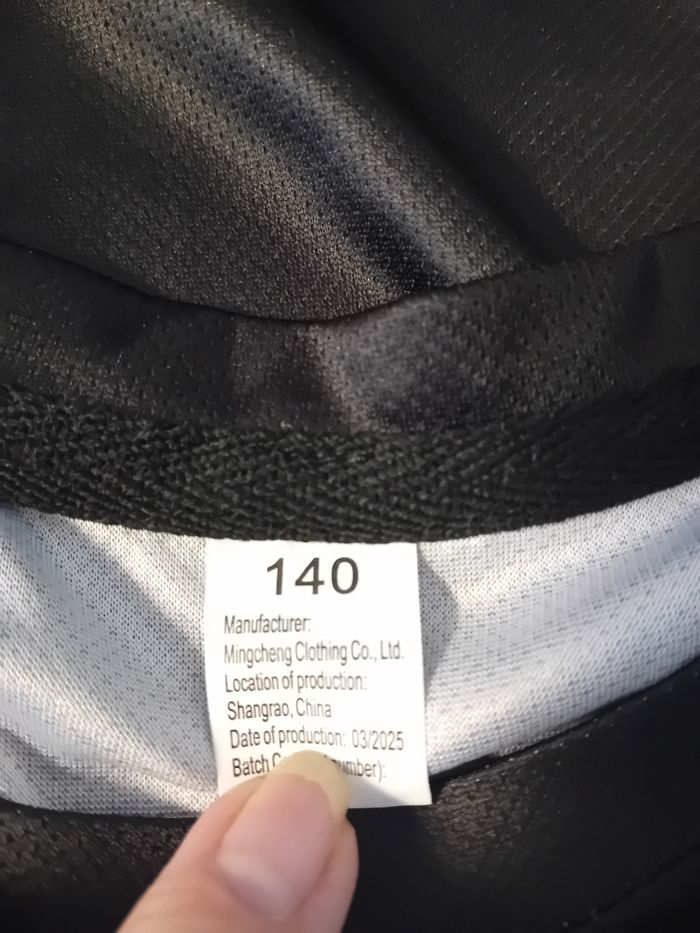 140
Manufacturer:
Mingcheng Clothing Co., Ltd.
Location of production:
Shangrao, China
Date of production: 03/2025
Batch